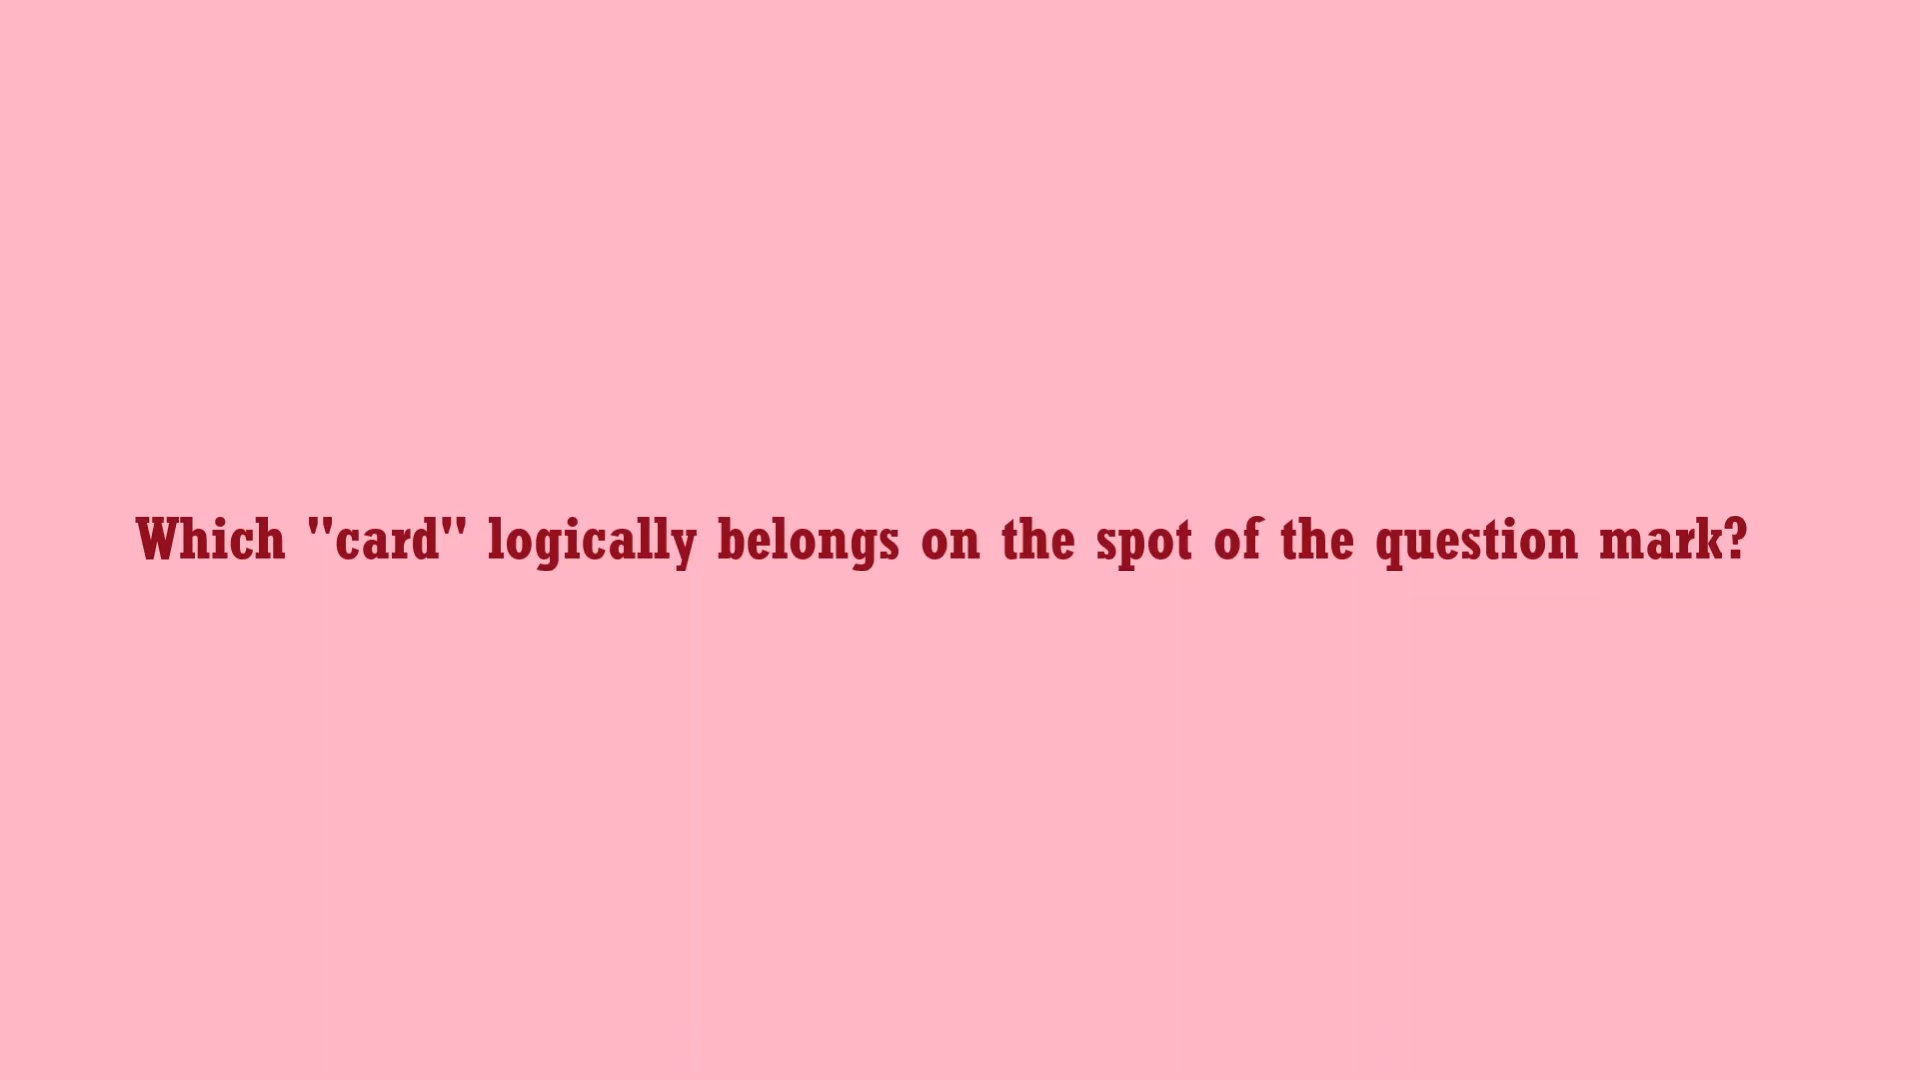 Which "card" logically belongs on the spot of the question mark?